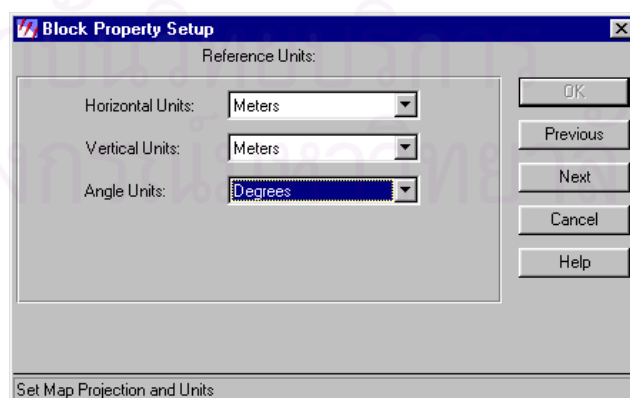 Block Property Setup
Reference Units:
Horizontal Units: Meters
Vertical Units: Meters
Angle Units: Degrees
OK
Previous
Next
Cancel
Help
Set Map Projection and Units